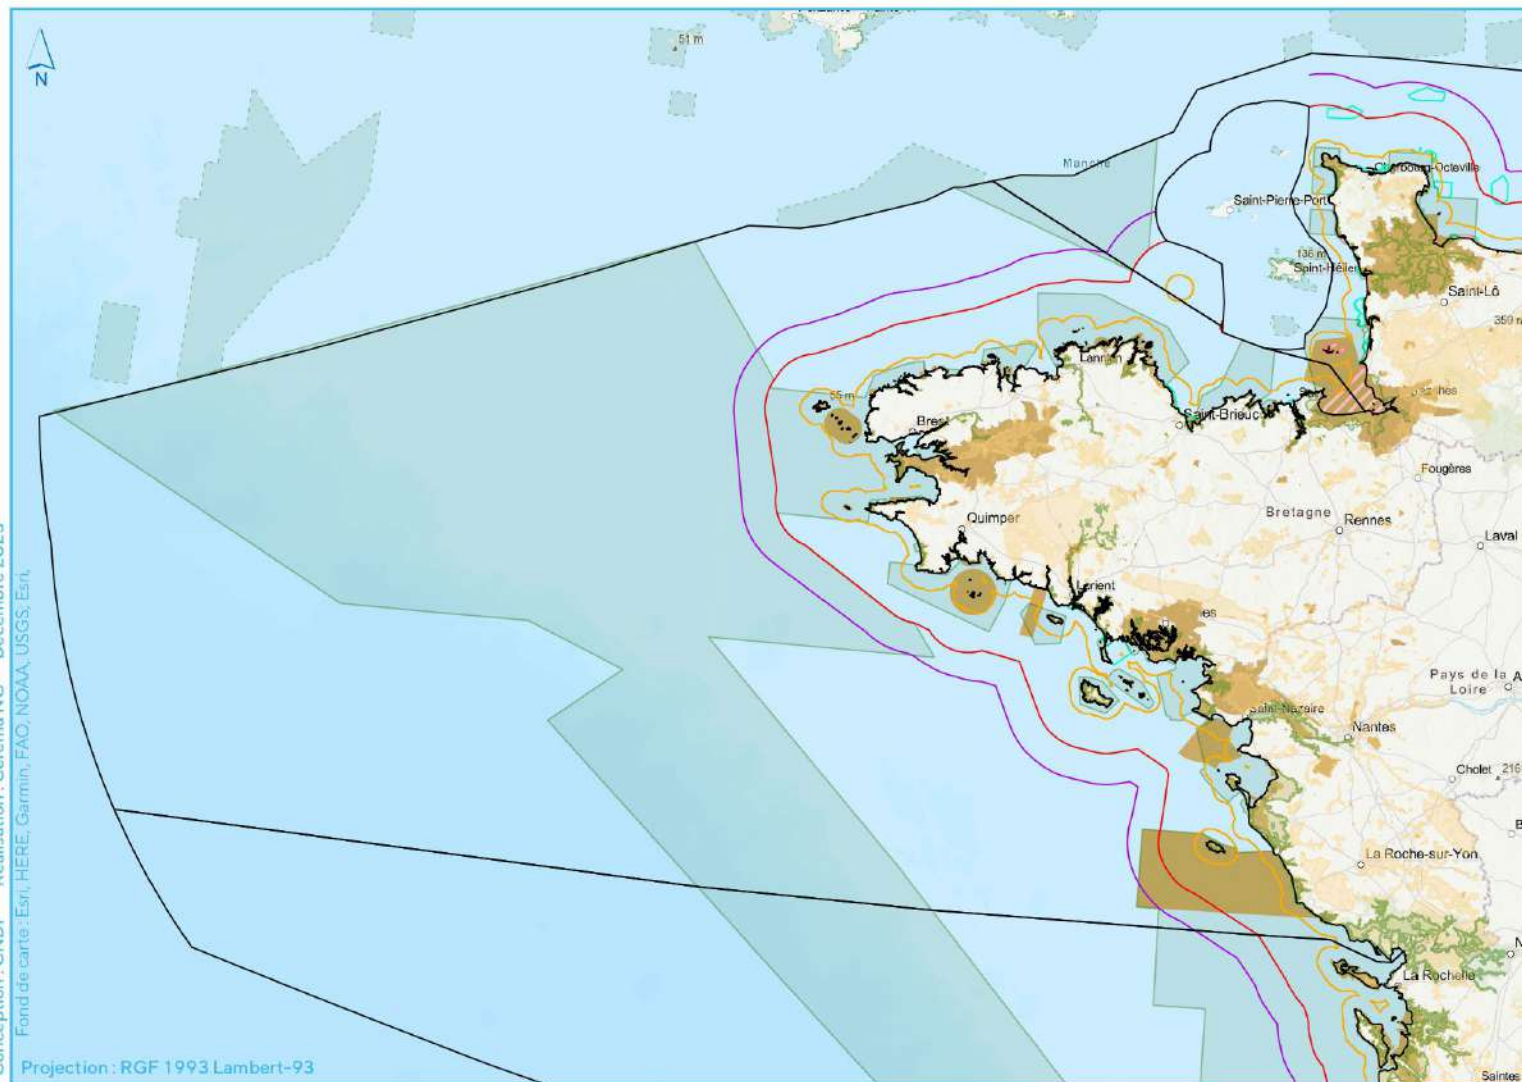 51 m
N
Manche
Cherbourg-Octeville
Saint-Pierre-Port
136 m
Saint-Hélier
Saint-Lô
359 m
Lannion
55 m
Brest
Saint-Brieuc
Fougères
Bretagne
Rennes
Quimper
Laval
Lorient
Pays de la
Loire
Saint-Nazaire
Nantes
Cholet
216
La Roche-sur-Yon
La Rochelle
Saintes
Fond de carte : Esri, HERE, Garmin, FAO, NOAA, USGS, Esri,
Projection : RGF 1993 Lambert-93